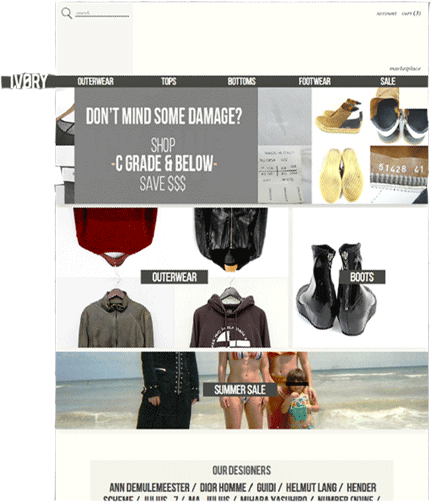 search
account cart (3)
marketplace
IVORY
OUTERWEAR TOPS BOTTOMS FOOTWEAR SALE
DON'T MIND SOME DAMAGE?
SHOP
-C GRADE & BELOW-
SAVE $$$
51428 41
OUTERWEAR
BOOTS
SUMMER SALE
OUR DESIGNERS
ANN DEMULEMEESTER / DIOR HOMME / GUIDI / HELMUT LANG / HENDER
SCHEME / JULIUS_7 / MA_JULIUS / MIHARA YASUHIRO / NUMBER (N)INE /